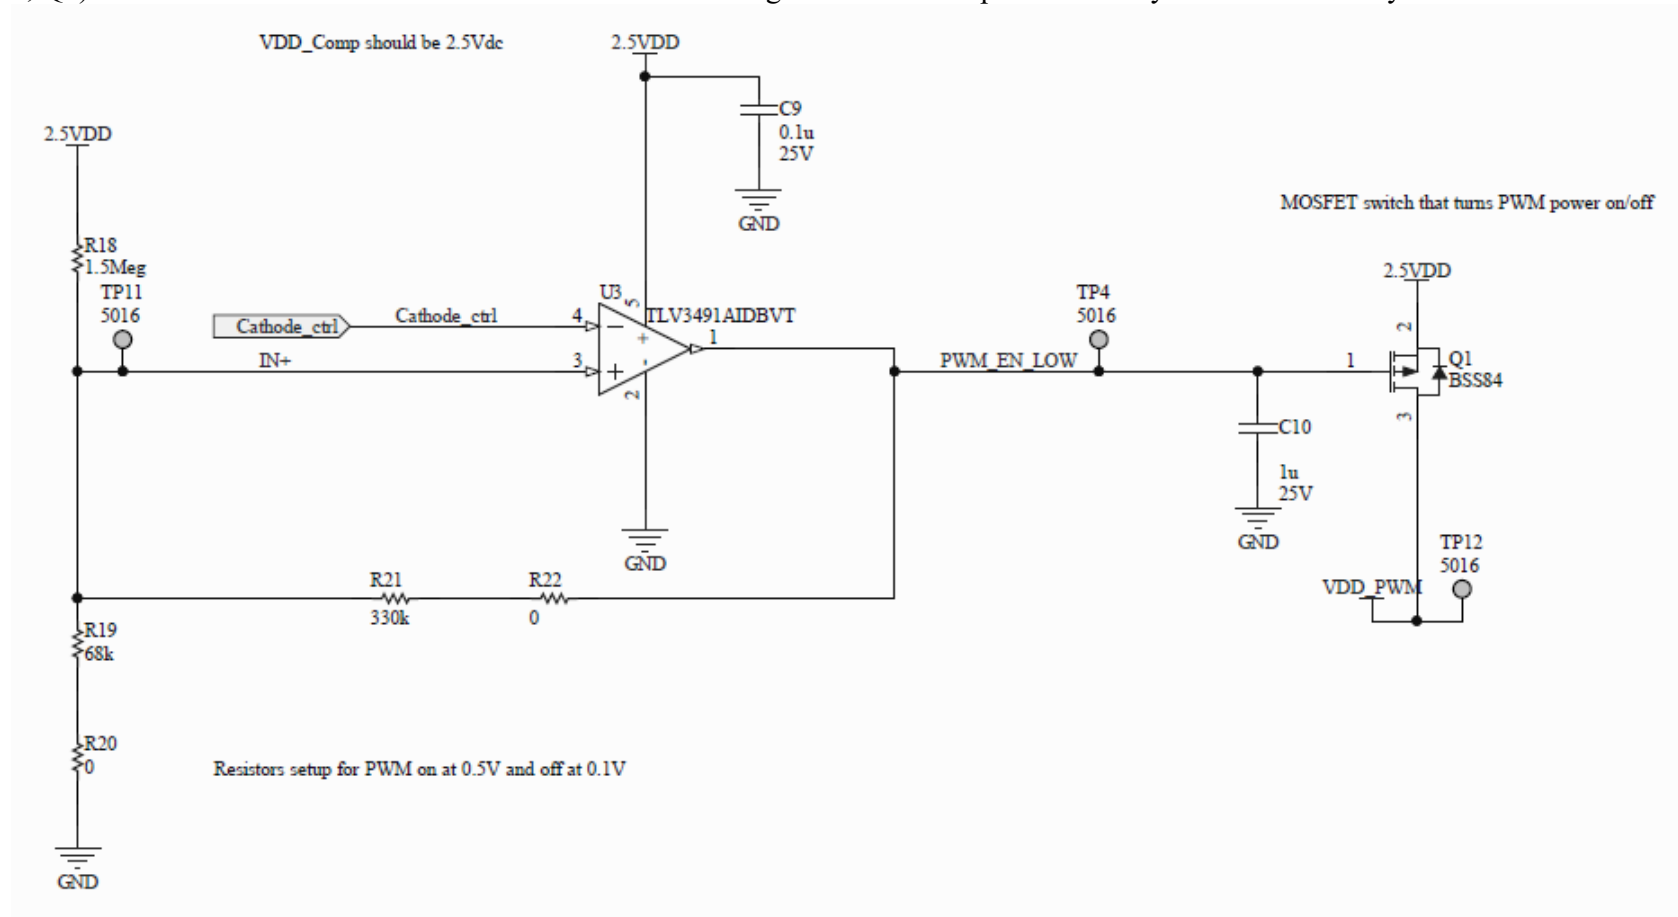 VDD_Comp should be 2.5Vdc
2.5VDD
C9
0.1u
25V
GND
2.5VDD
MOSFET switch that turns PWM power on/off
R18
1.5Meg
TP11
5016
Cathode_ctrl
Cathode_ctrl
IN+
4
3
U3
5
TLV3491AIDBVT
1
2
GND
PWM_EN_LOW
TP4
5016
2.5VDD
2
1
Q1
BSS84
3
C10
1u
25V
GND
TP12
5016
VDD_PWM
R21
330k
R22
0
R19
68k
R20
0
Resistors setup for PWM on at 0.5V and off at 0.1V
GND